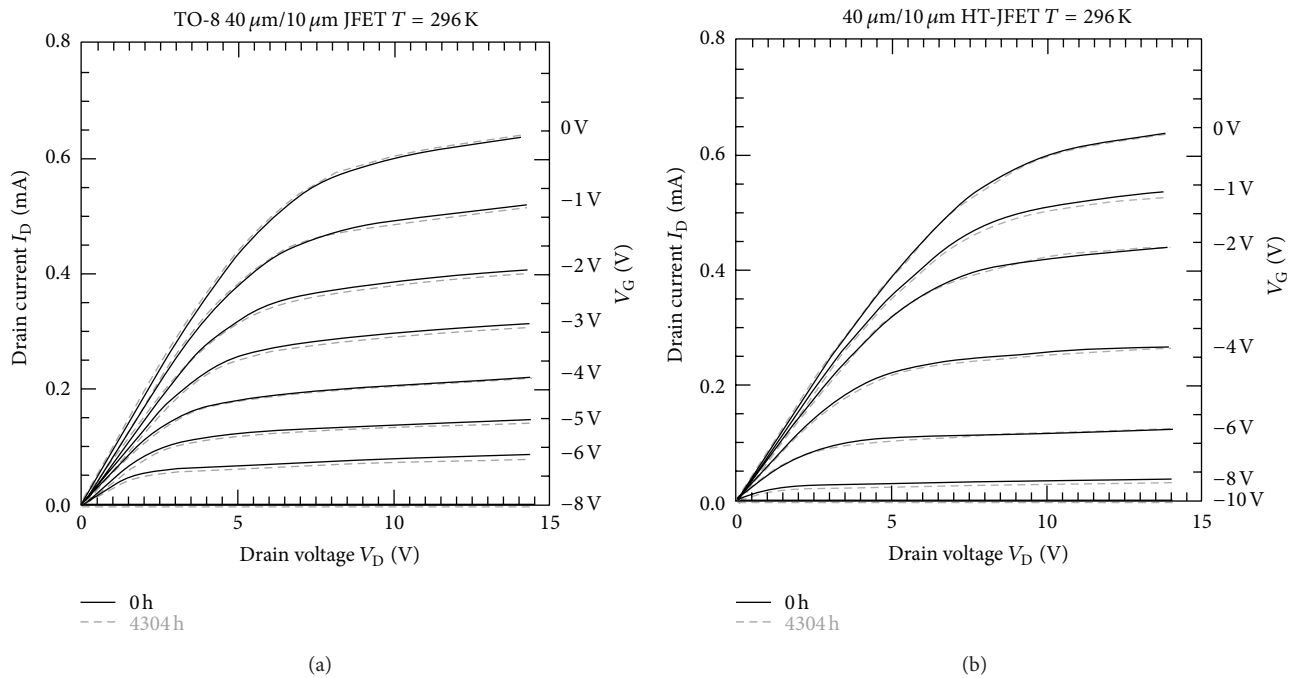 TO-8 40 μm/10 μm JFET T = 296 K
0.8
0.6
0.4
0.2
0.0
Drain current I_D (mA)
0 V
−1 V
−2 V
−3 V
−4 V
−5 V
−6 V
−8 V
V_G (V)
0
5
10
15
Drain voltage V_D (V)
0 h
4304 h
(a)
40 μm/10 μm HT-JFET T = 296 K
0.8
0.6
0.4
0.2
0.0
Drain current I_D (mA)
0 V
−1 V
−2 V
−4 V
−6 V
−8 V
−10 V
V_G (V)
0
5
10
15
Drain voltage V_D (V)
0 h
4304 h
(b)